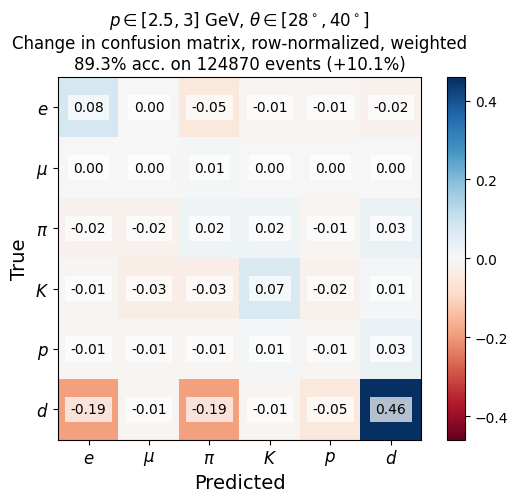 p ∈ [2.5, 3] GeV, θ ∈ [28°, 40°]
Change in confusion matrix, row-normalized, weighted
89.3% acc. on 124870 events (+10.1%)
True
e 0.08 0.00 -0.05 -0.01 -0.01 -0.02
μ 0.00 0.00 0.01 0.00 0.00 0.00
π -0.02 -0.02 0.02 0.02 -0.01 0.03
K -0.01 -0.03 -0.03 0.07 -0.02 0.01
p -0.01 -0.01 -0.01 0.01 -0.01 0.03
d -0.19 -0.01 -0.19 -0.01 -0.05 0.46
e μ π K p d
Predicted
0.4
0.2
0.0
−0.2
−0.4